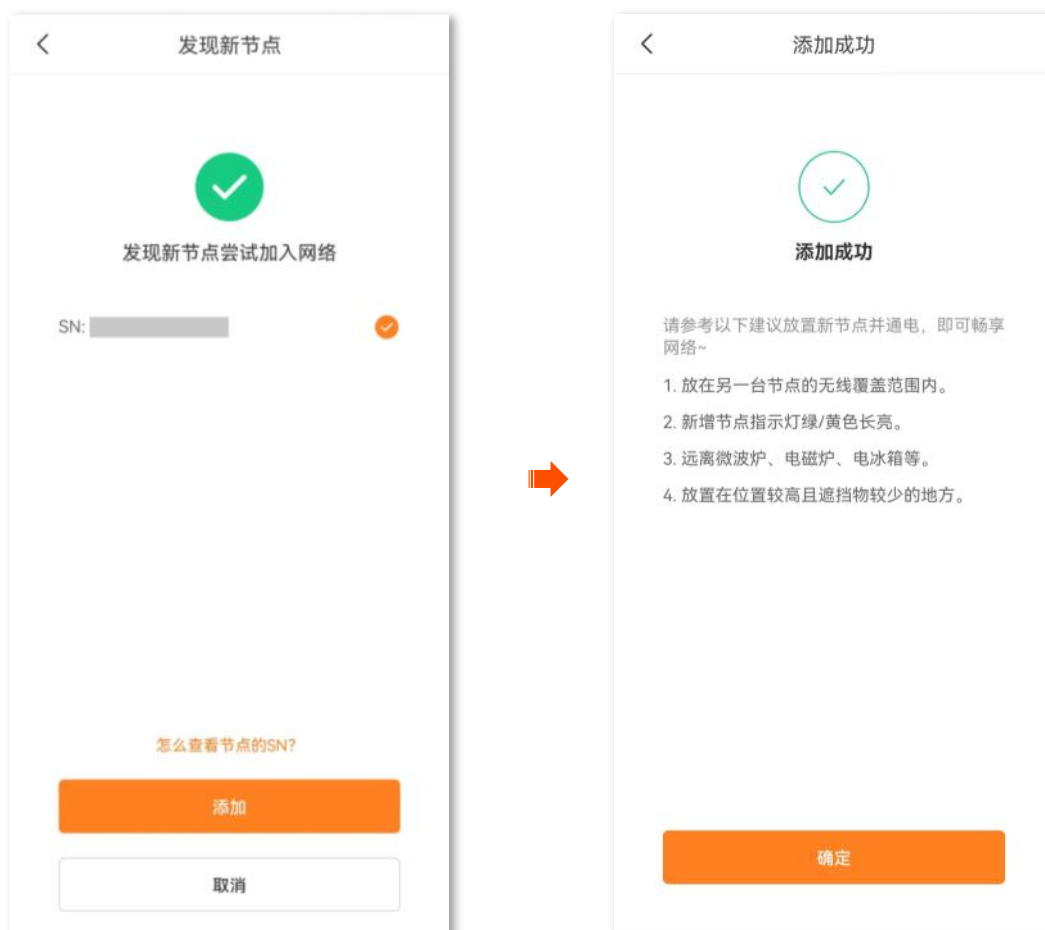 发现新节点
发现新节点尝试加入网络
SN:
怎么查看节点的SN?
添加
取消
添加成功
添加成功
请参考以下建议放置新节点并通电，即可畅享
网络~
1. 放在另一台节点的无线覆盖范围内。
2. 新增节点指示灯绿/黄色长亮。
3. 远离微波炉、电磁炉、电冰箱等。
4. 放置在位置较高且遮挡物较少的地方。
确定